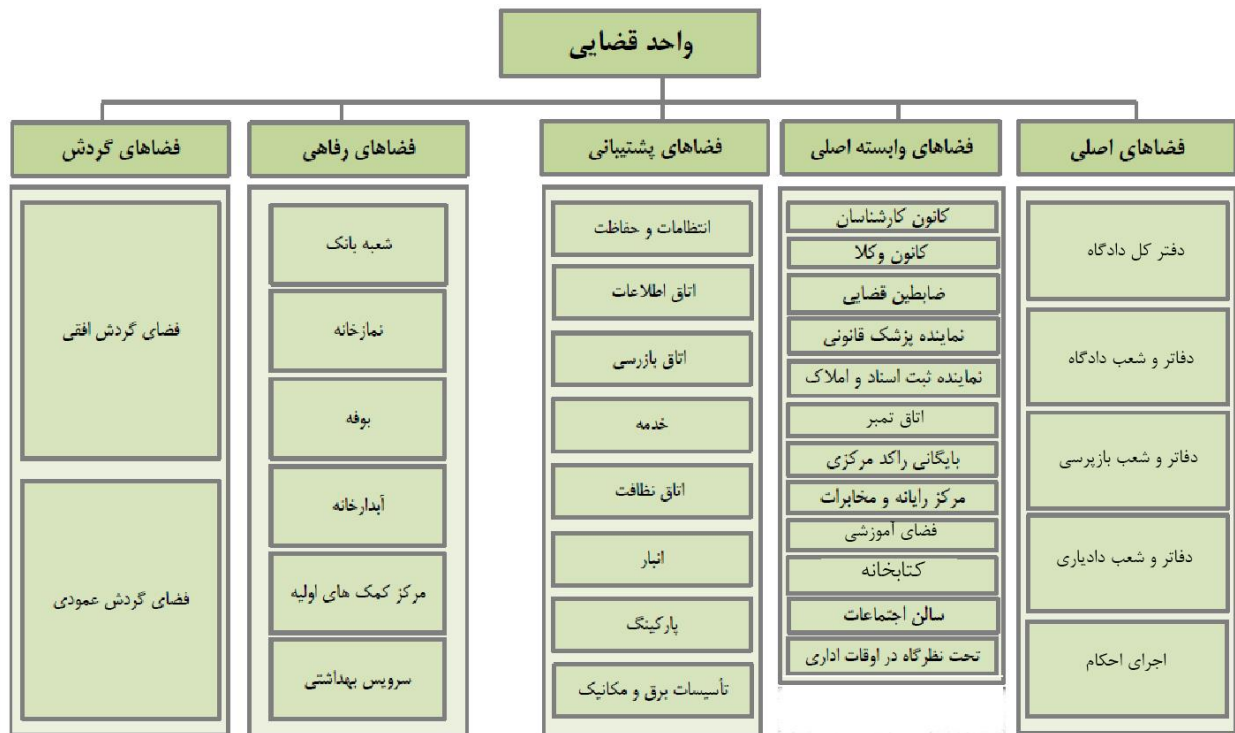 واحد قضایی
فضاهای اصلی
دفتر کل دادگاه
دفاتر و شعب دادگاه
دفاتر و شعب بازپرسی
دفاتر و شعب دادیاری
اجرای احکام
فضاهای وابسته اصلی
کانون کارشناسان
کانون وکلا
ضابطین قضایی
نماینده پزشک قانونی
نماینده ثبت اسناد و املاک
اتاق تمبر
بایگانی راکد مرکزی
مرکز رایانه و مخابرات
فضای آموزشی
کتابخانه
سالن اجتماعات
تحت نظرگاه در اوقات اداری
فضاهای پشتیبانی
انتظامات و حفاظت
اتاق اطلاعات
اتاق بازرسی
خدمه
اتاق نظافت
انبار
پارکینگ
تأسیسات برق و مکانیک
فضاهای رفاهی
شعبه بانک
نمازخانه
بوفه
آبدارخانه
مرکز کمک های اولیه
سرویس بهداشتی
فضاهای گردش
فضای گردش افقی
فضای گردش عمودی